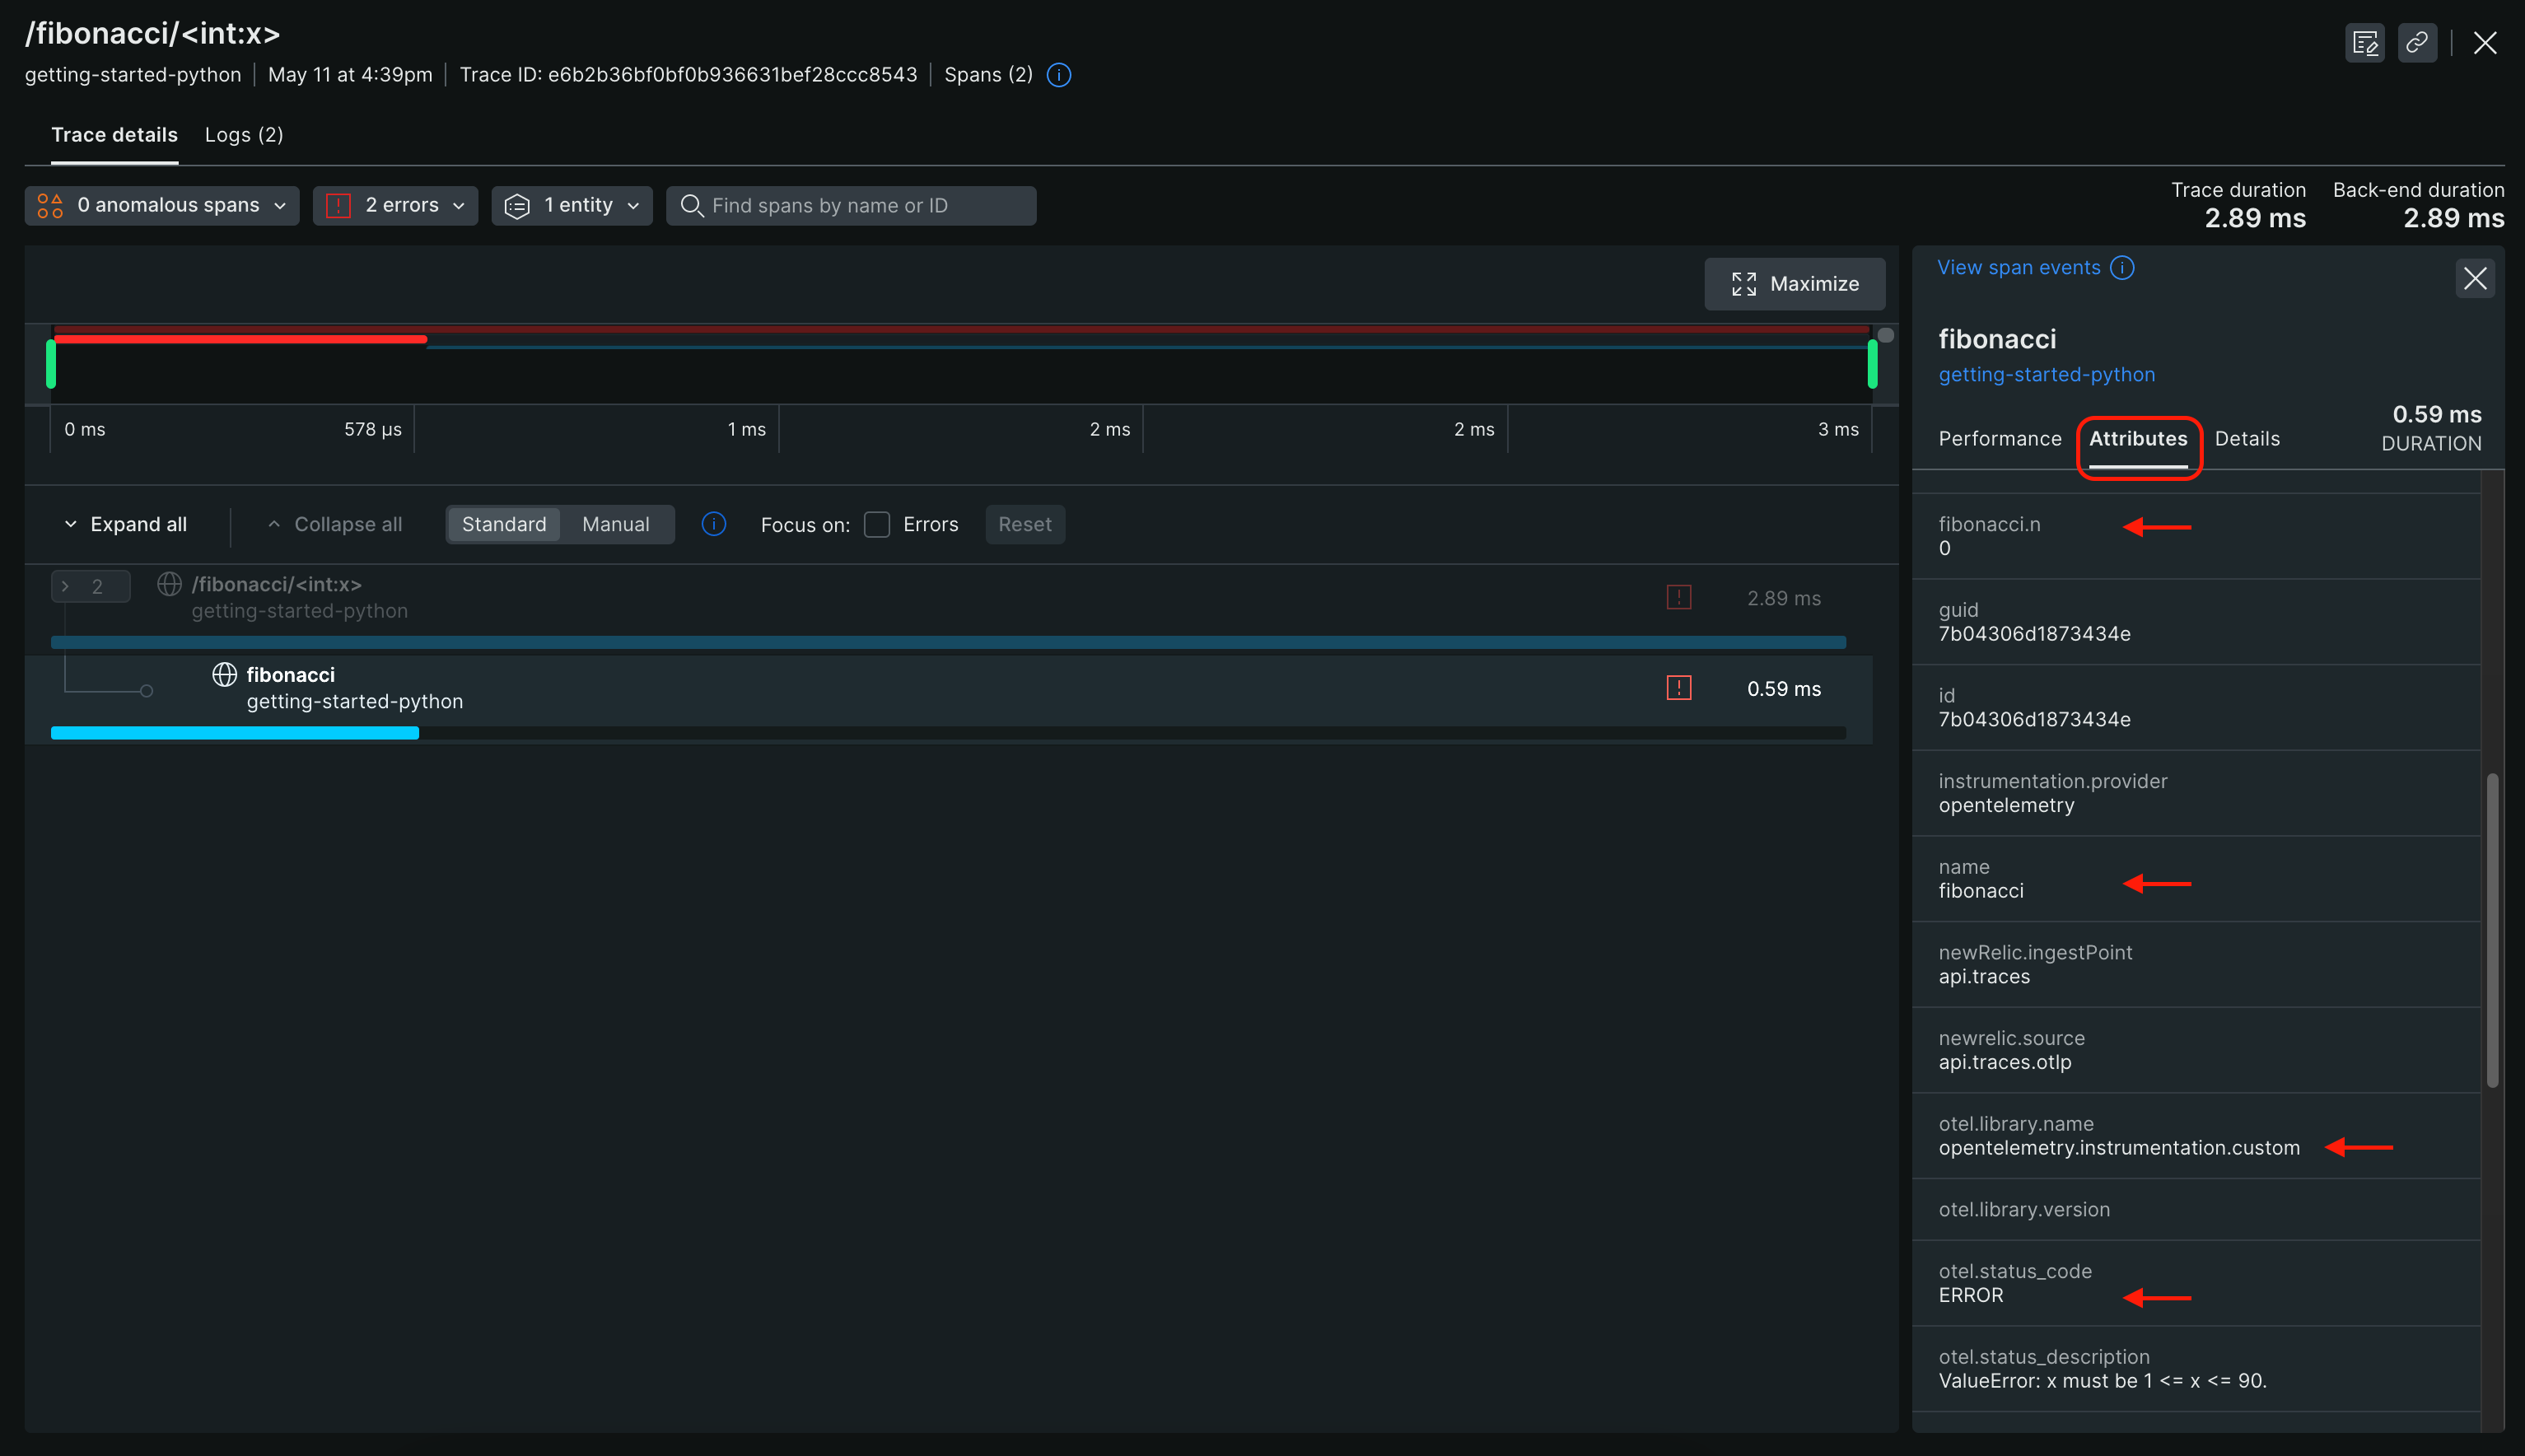 /fibonacci/<int:x>
getting-started-python | May 11 at 4:39pm | Trace ID: e6b2b36bf0bf0b936631bef28ccc8543 | Spans (2)
Trace details Logs (2)
0 anomalous spans 2 errors 1 entity Find spans by name or ID
Trace duration
2.89 ms
Back-end duration
2.89 ms
Maximize
0 ms 578 µs 1 ms 2 ms 2 ms 3 ms
Expand all Collapse all Standard Manual Focus on: Errors Reset
2 /fibonacci/<int:x>
getting-started-python
2.89 ms
fibonacci
getting-started-python
0.59 ms
View span events
fibonacci
getting-started-python
Performance Attributes Details
0.59 ms
DURATION
fibonacci.n
0
guid
7b04306d1873434e
id
7b04306d1873434e
instrumentation.provider
opentelemetry
name
fibonacci
newRelic.ingestPoint
api.traces
newrelic.source
api.traces.otlp
otel.library.name
opentelemetry.instrumentation.custom
otel.library.version
otel.status_code
ERROR
otel.status_description
ValueError: x must be 1 <= x <= 90.